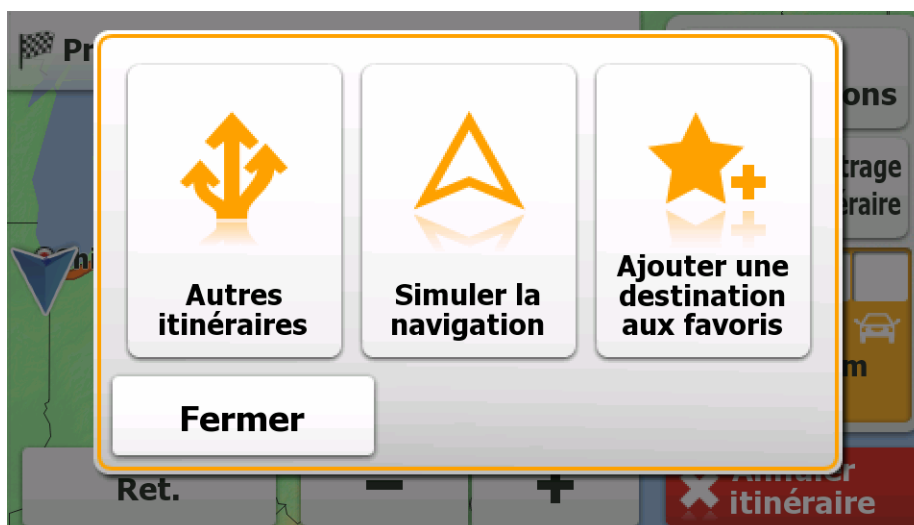 Autres
itinéraires
Simuler la
navigation
Ajouter une
destination
aux favoris
Fermer
Ret.
Annuler
itinéraire